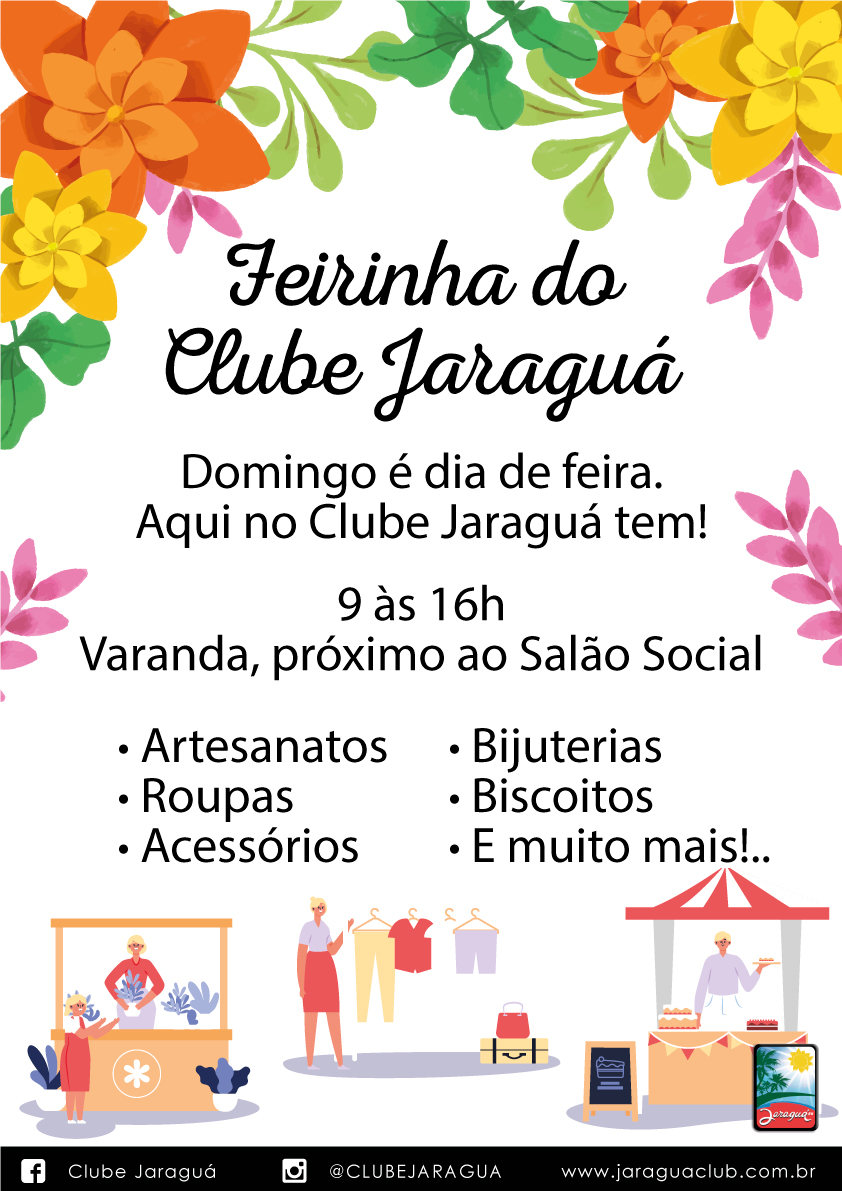 Feirinha do
Clube Jaraguá
Domingo é dia de feira.
Aqui no Clube Jaraguá tem!
9 às 16h
Varanda, próximo ao Salão Social
• Artesanatos
• Roupas
• Acessórios
• Bijuterias
• Biscoitos
• E muito mais!..
Jaraguá
Clube Jaraguá
@CLUBEJARAGUA
www.jaraguaclub.com.br